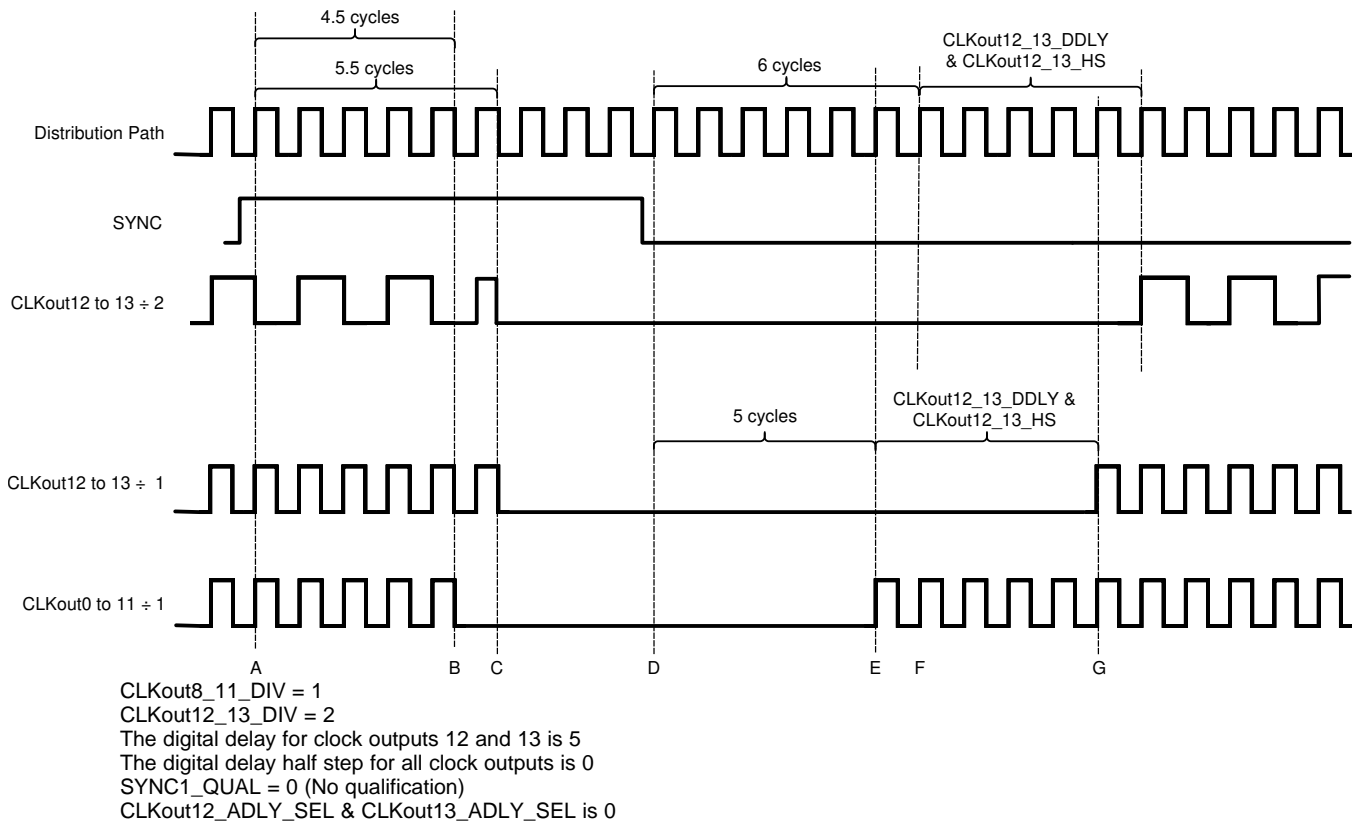 4.5 cycles
CLKout12_13_DDLY
& CLKout12_13_HS
5.5 cycles
6 cycles
Distribution Path
SYNC
CLKout12 to 13 ÷ 2
CLKout12_13_DDLY &
CLKout12_13_HS
5 cycles
CLKout12 to 13 ÷ 1
CLKout0 to 11 ÷ 1
A B C D E F G
CLKout8_11_DIV = 1
CLKout12_13_DIV = 2
The digital delay for clock outputs 12 and 13 is 5
The digital delay half step for all clock outputs is 0
SYNC1_QUAL = 0 (No qualification)
CLKout12_ADLY_SEL & CLKout13_ADLY_SEL is 0